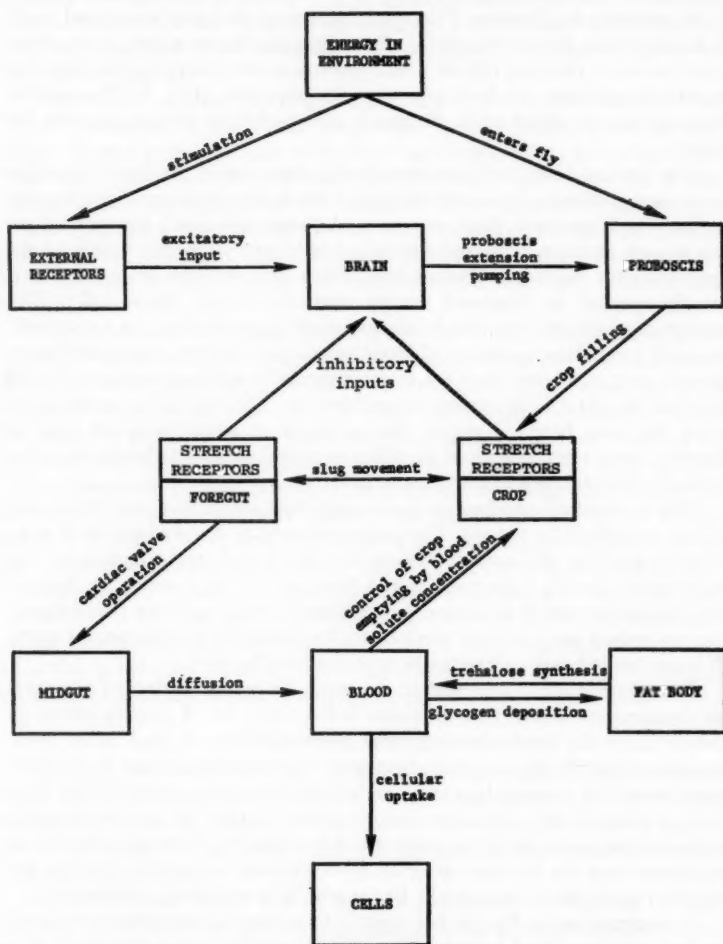 ENERGY IN
ENVIRONMENT
stimulation
enters fly
EXTERNAL
RECEPTORS
excitatory
input
BRAIN
proboscis
extension
pumping
PROBOSCIS
inhibitory
inputs
crop filling
STRETCH
RECEPTORS
FOREGUT
slug movement
STRETCH
RECEPTORS
CROP
cardiac valve
operation
control of crop
emptying by blood
solute concentration
MIDGUT
diffusion
BLOOD
trehalose synthesis
glycogen deposition
FAT BODY
cellular
uptake
CELLS